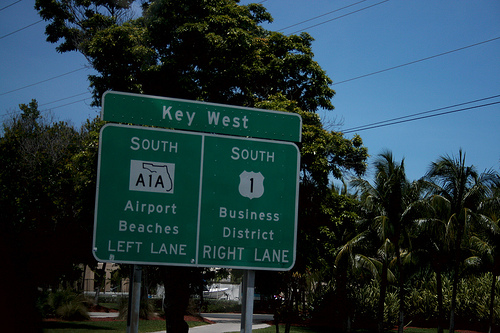 Key West
SOUTH
A1A
Airport
Beaches
LEFT LANE
SOUTH
1
Business
District
RIGHT LANE